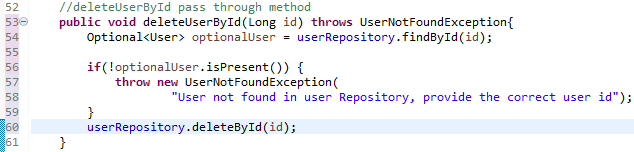 52 //deleteUserById pass through method
53 public void deleteUserById(Long id) throws UserNotFoundException{
54 Optional<User> optionalUser = userRepository.findById(id);
55
56 if(!optionalUser.isPresent()) {
57 throw new UserNotFoundException(
58 "User not found in user Repository, provide the correct user id");
59 }
60 userRepository.deleteById(id);
61 }